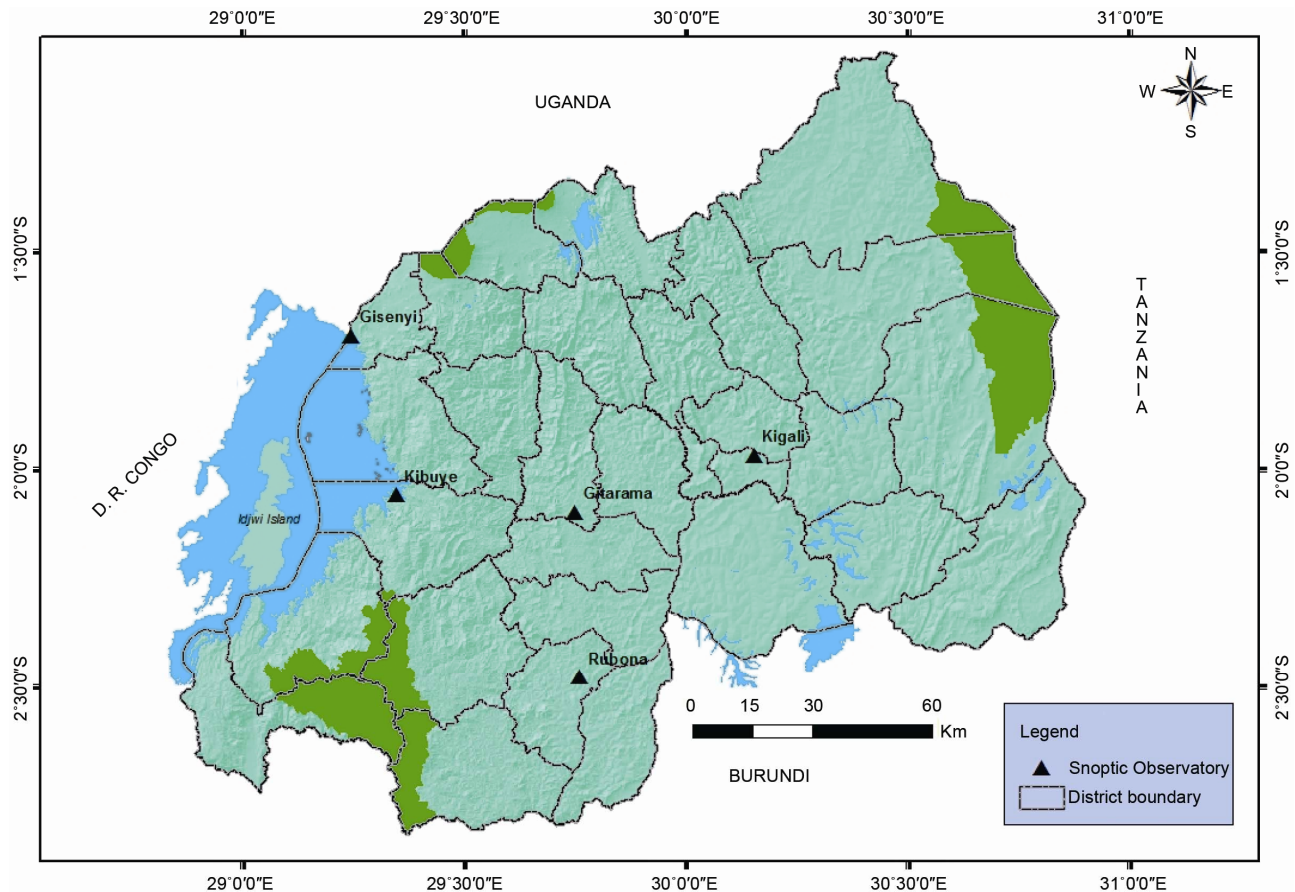 29°0′0″E
29°30′0″E
30°0′0″E
30°30′0″E
31°0′0″E
N
W E
S
UGANDA
1°30′0″S
1°30′0″S
TANZANIA
Gisenyi
Kigali
D. R. CONGO
Kibuye
2°0′0″S
2°0′0″S
Gitarama
Idjwi Island
Rubona
2°30′0″S
2°30′0″S
0 15 30 60
Km
BURUNDI
Legend
Snoptic Observatory
District boundary
29°0′0″E
29°30′0″E
30°0′0″E
30°30′0″E
31°0′0″E